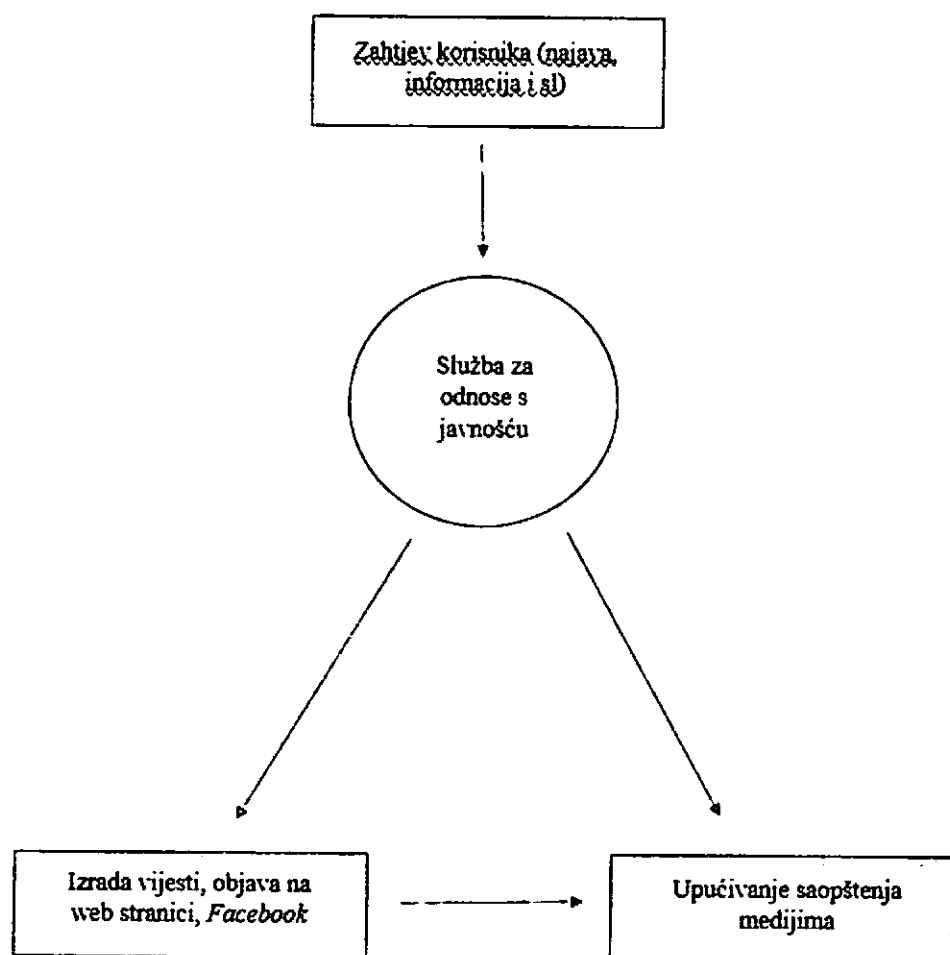 Zahtjev korisnika (najava,
informacija i sl)
Služba za
odnose s
javnošću
Izrada vijesti, objava na
web stranici, Facebook
Upućivanje saopštenja
medijima